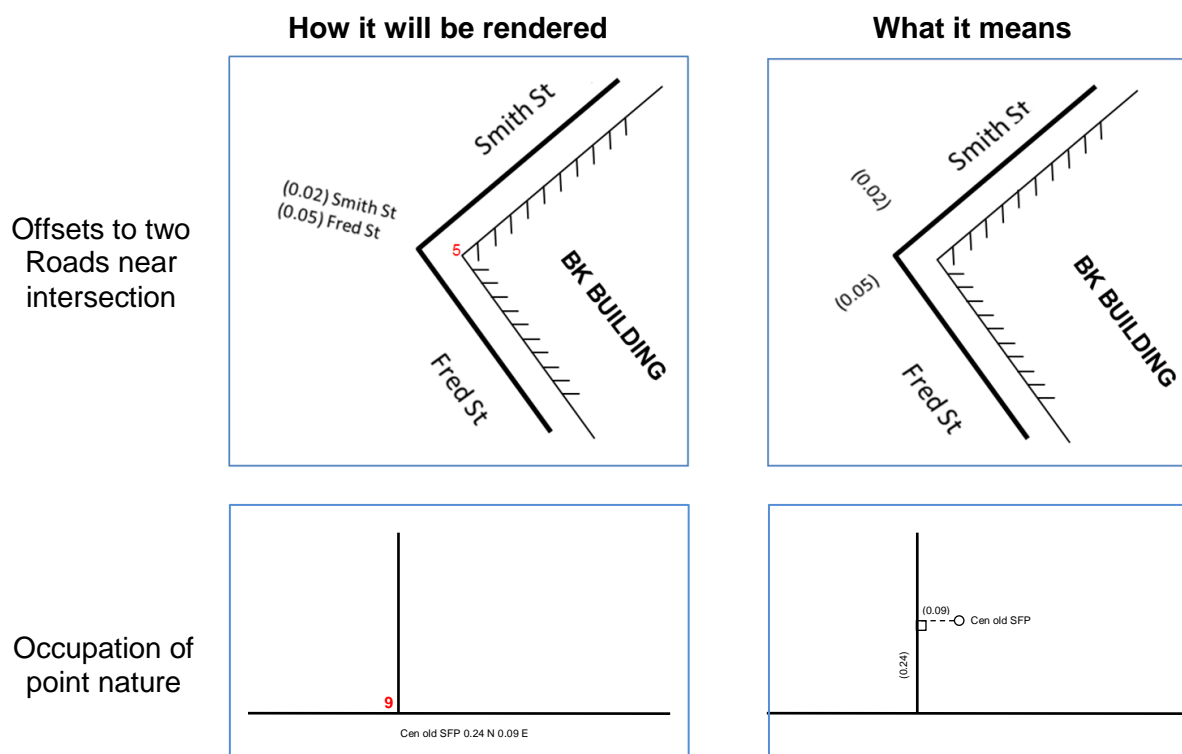 How it will be rendered
What it means
Offsets to two
Roads near
intersection
Smith St
(0.02) Smith St
(0.05) Fred St
5
BK BUILDING
Fred St
Smith St
(0.02)
(0.05)
BK BUILDING
Fred St
Occupation of
point nature
9
Cen old SFP 0.24 N 0.09 E
(0.09)
Cen old SFP
(0.24)